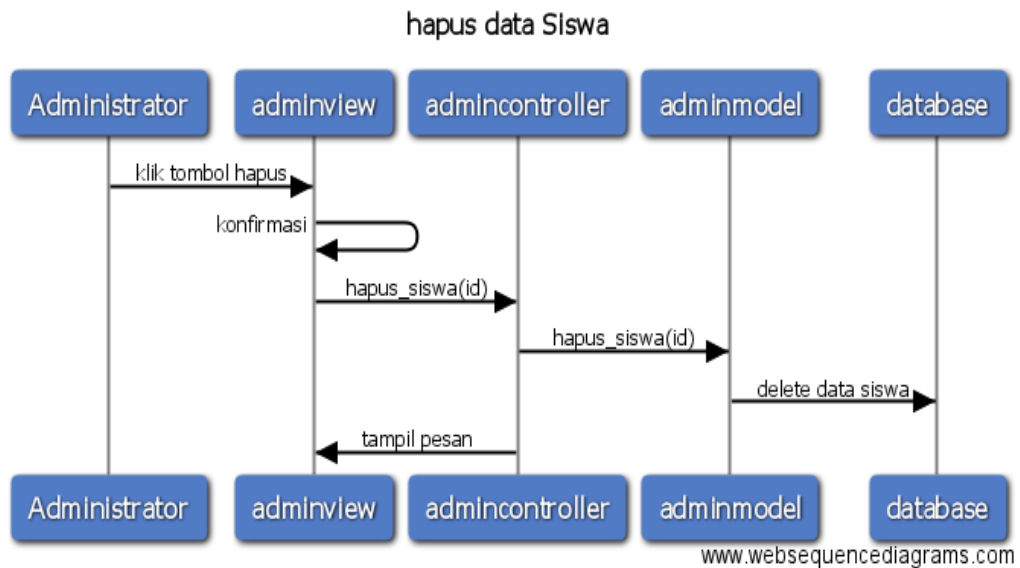 hapus data Siswa
Administrator adminview admincontroller adminmodel database
klik tombol hapus
konfirmasi
hapus_siswa(id)
hapus_siswa(id)
delete data siswa
tampil pesan
Administrator adminview admincontroller adminmodel database
www.websequencediagrams.com